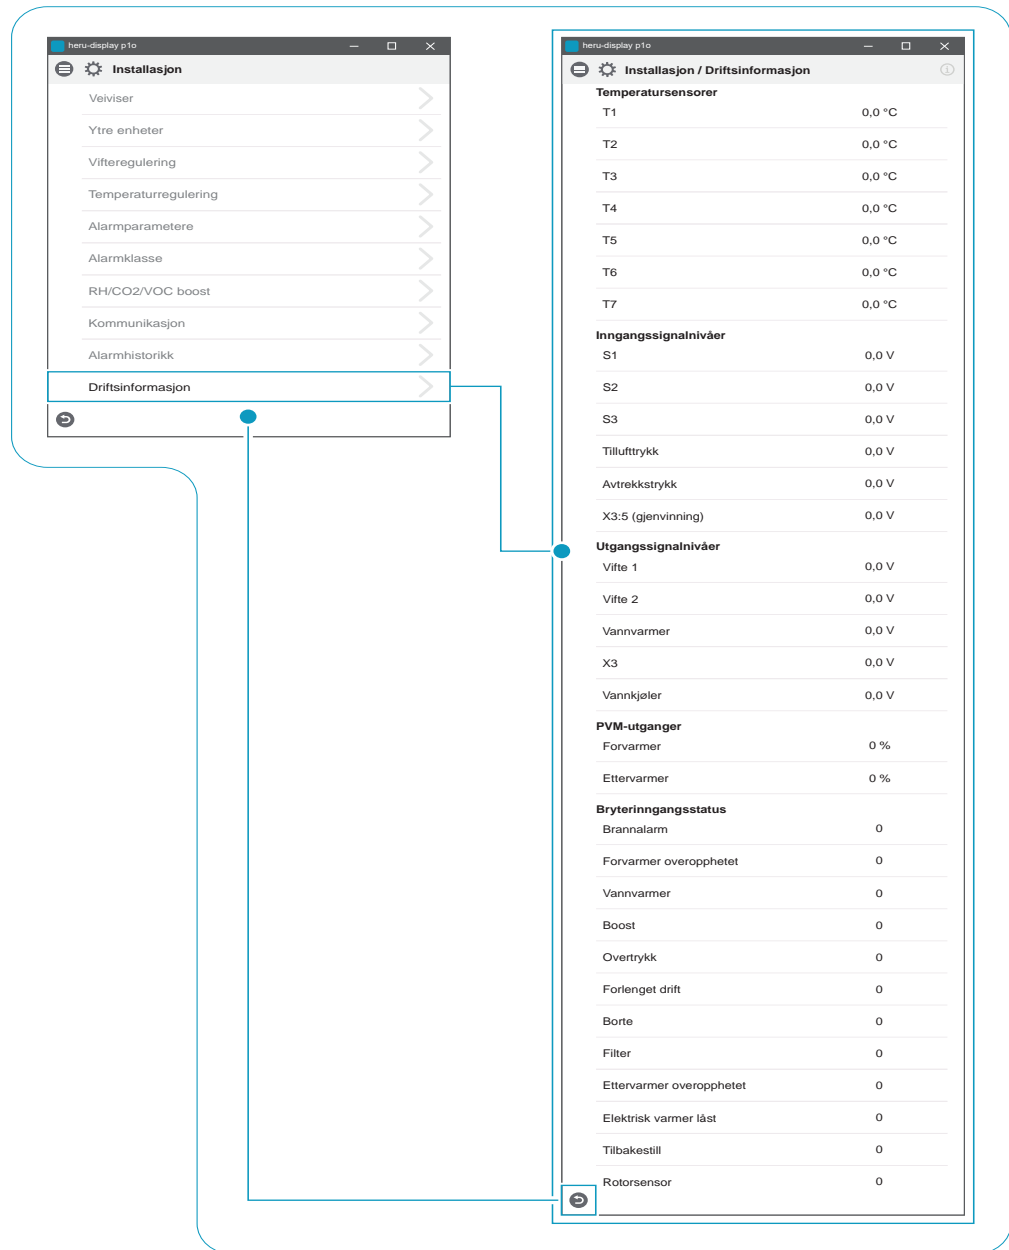 heru-display p1o
Installasjon
Veiviser
Ytre enheter
Vifteregulering
Temperaturregulering
Alarmparametere
Alarmklasse
RH/CO2/VOC boost
Kommunikasjon
Alarmhistorikk
Driftsinformasjon
heru-display p1o
Installasjon / Driftsinformasjon
Temperatursensorer
T1 0,0 °C
T2 0,0 °C
T3 0,0 °C
T4 0,0 °C
T5 0,0 °C
T6 0,0 °C
T7 0,0 °C
Inngangssignalnivåer
S1 0,0 V
S2 0,0 V
S3 0,0 V
Tillufttrykk 0,0 V
Avtrekkstrykk 0,0 V
X3:5 (gjenvinning) 0,0 V
Utgangssignalnivåer
Vifte 1 0,0 V
Vifte 2 0,0 V
Vannvarmer 0,0 V
X3 0,0 V
Vannkjøler 0,0 V
PVM-utganger
Forvarmer 0 %
Ettervarmer 0 %
Bryterinngangsstatus
Brannalarm 0
Forvarmer overopphetet 0
Vannvarmer 0
Boost 0
Overtrykk 0
Forlenget drift 0
Borte 0
Filter 0
Ettervarmer overopphetet 0
Elektrisk varmer låst 0
Tilbakestill 0
Rotorsensor 0